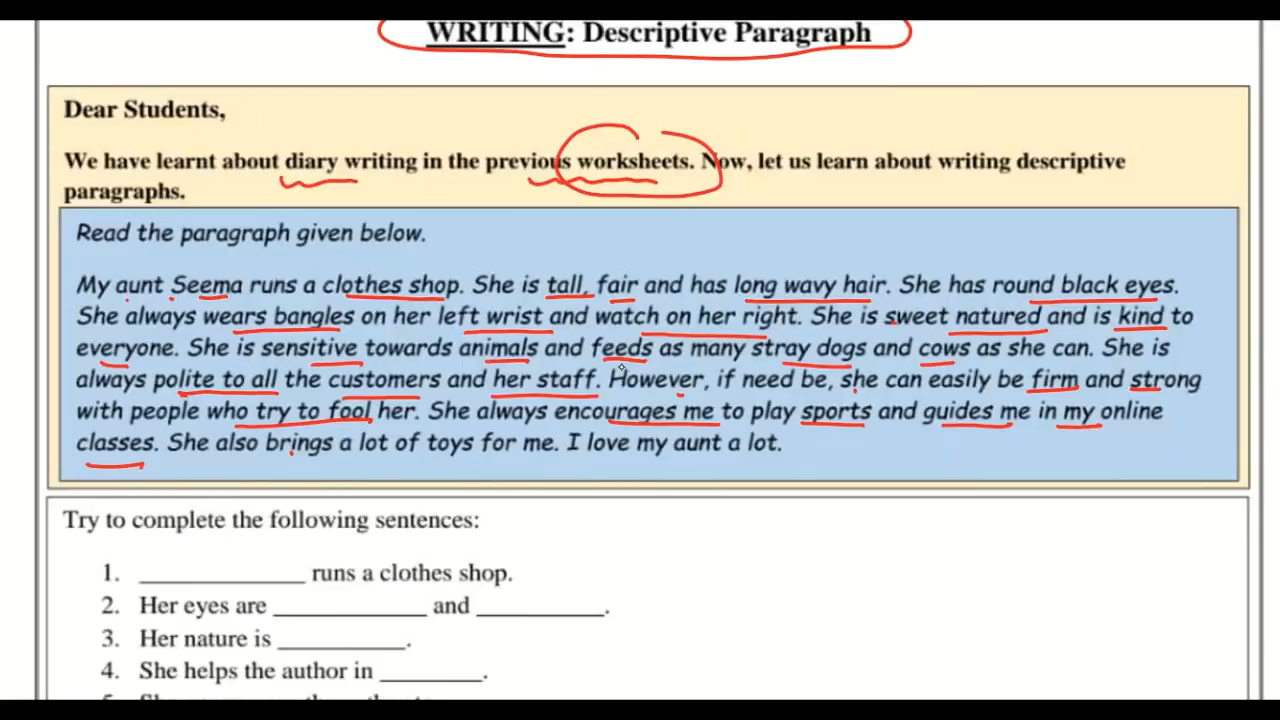 WRITING: Descriptive Paragraph
Dear Students,
We have learnt about diary writing in the previous worksheets. Now, let us learn about writing descriptive
paragraphs.
Read the paragraph given below.
My aunt Seema runs a clothes shop. She is tall, fair and has long wavy hair. She has round black eyes.
She always wears bangles on her left wrist and watch on her right. She is sweet natured and is kind to
everyone. She is sensitive towards animals and feeds as many stray dogs and cows as she can. She is
always polite to all the customers and her staff. However, if need be, she can easily be firm and strong
with people who try to fool her. She always encourages me to play sports and guides me in my online
classes. She also brings a lot of toys for me. I love my aunt a lot.
Try to complete the following sentences:
1. ____________ runs a clothes shop.
2. Her eyes are ____________ and __________.
3. Her nature is __________.
4. She helps the author in ________.